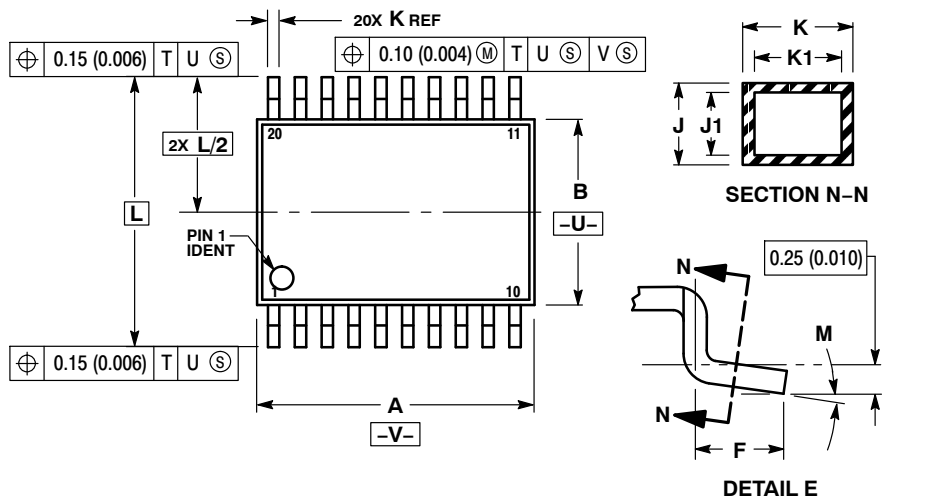 20X K REF
⌖ 0.15 (0.006) T U Ⓢ
⌖ 0.10 (0.004) Ⓜ T U Ⓢ V Ⓢ
K
K1
J J1
SECTION N–N
20 11
2X L/2
B
–U–
L
PIN 1
IDENT
1 10
0.25 (0.010)
N
M
⌖ 0.15 (0.006) T U Ⓢ
A
–V–
N
F
DETAIL E